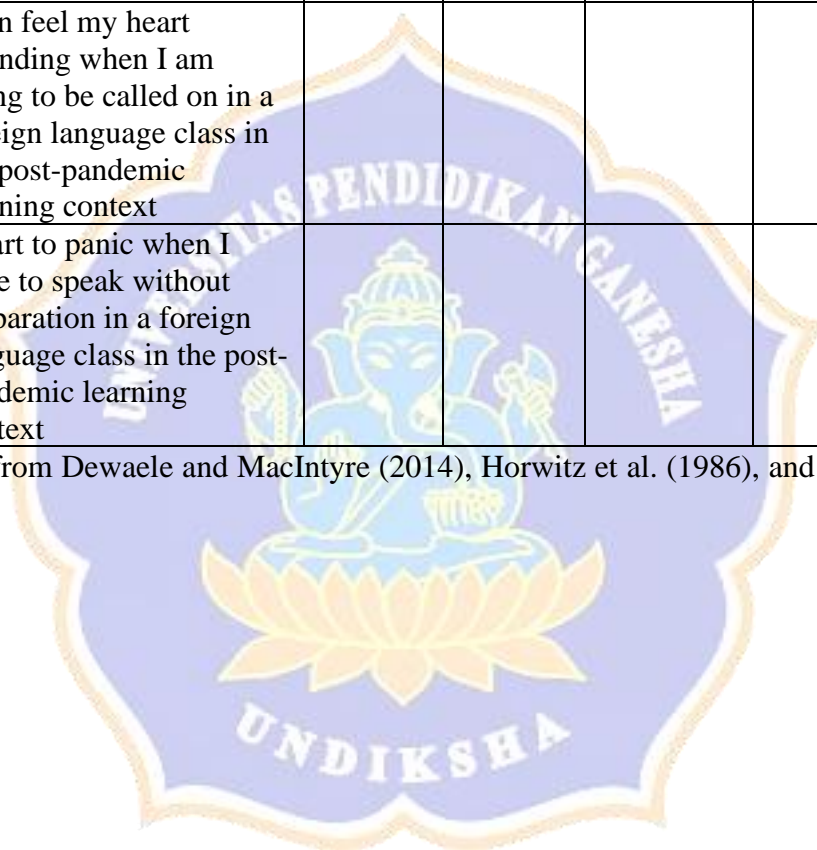 n feel my heart
nding when I am
ng to be called on in a
eign language class in
post-pandemic
ning context
art to panic when I
e to speak without
paration in a foreign
guage class in the post-
demic learning
text
from Dewaele and MacIntyre (2014), Horwitz et al. (1986), and
UNIVERSITAS PENDIDIKAN GANESHA
UNDIKSHA